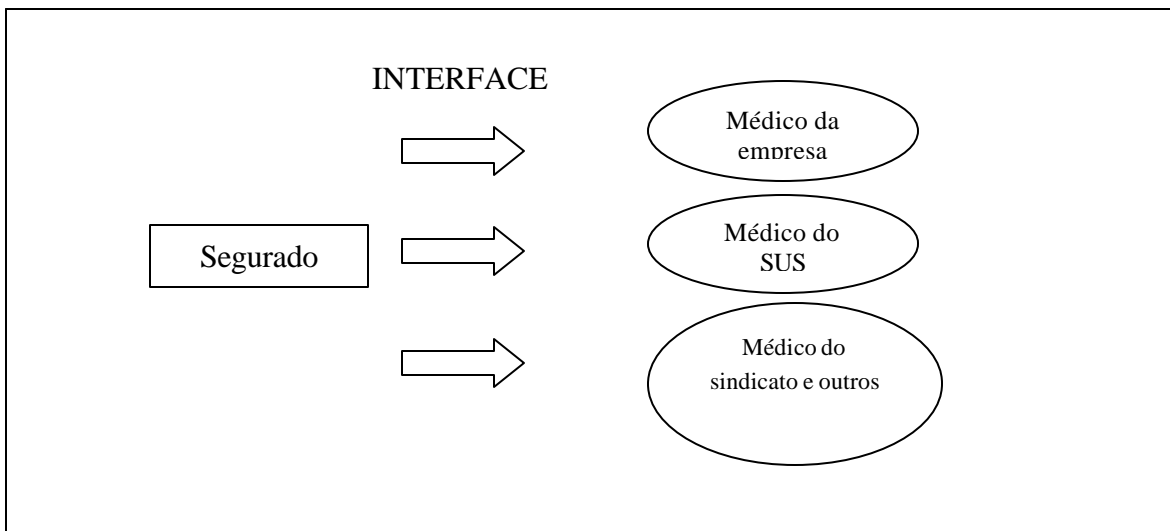 INTERFACE
Médico da
empresa
Segurado
Médico do
SUS
Médico do
sindicato e outros